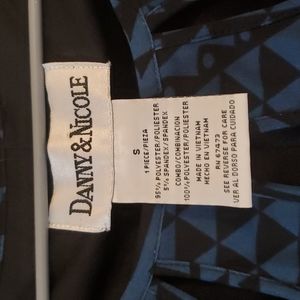 DANNY & NICOLE
S
1 PIECE/PIEZA
95% POLYESTER/POLIESTER
5% SPANDEX/SPANDEX
COMBO/COMBINACION
100% POLYESTER/POLIESTER
MADE IN VIETNAM
HECHO EN VIETNAM
RN 67473
SEE REVERSE FOR CARE
VER AL DORSO PARA CUIDADO